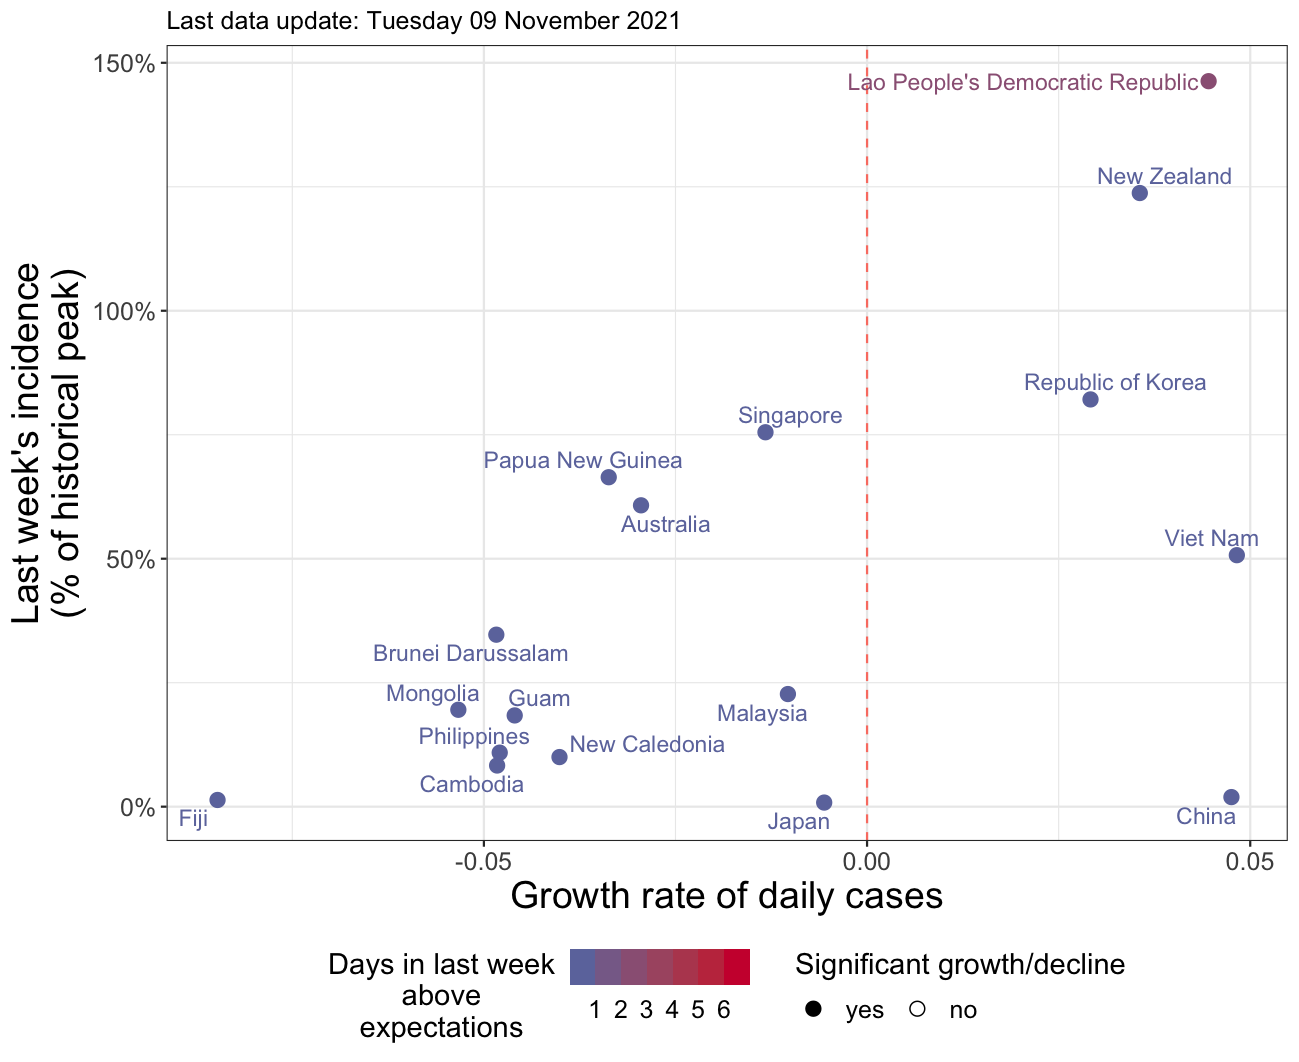 Last data update: Tuesday 09 November 2021
150%
Lao People's Democratic Republic
New Zealand
100%
Republic of Korea
Singapore
Papua New Guinea
Australia
Viet Nam
50%
Brunei Darussalam
Mongolia
Guam
Malaysia
Philippines
New Caledonia
Cambodia
0%
Fiji
Japan
China
Last week's incidence
(% of historical peak)
-0.05 0.00 0.05
Growth rate of daily cases
Days in last week
above
expectations
1 2 3 4 5 6
Significant growth/decline
yes no